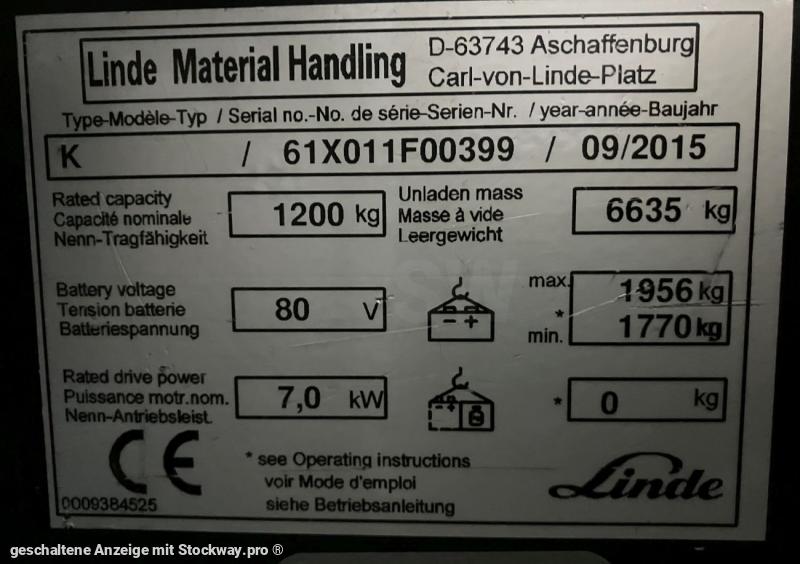 Linde Material Handling
D-63743 Aschaffenburg
Carl-von-Linde-Platz
Type-Modèle-Typ / Serial no.-No. de série-Serien-Nr. / year-année-Baujahr
K / 61X011F00399 / 09/2015
Rated capacity
Capacité nominale
Nenn-Tragfähigkeit
1200 kg
Unladen mass
Masse à vide
Leergewicht
6635 kg
Battery voltage
Tension batterie
Batteriespannung
80 V
- +
max. 1956 kg
*
min. 1770 kg
Rated drive power
Puissance motr.nom.
Nenn-Antriebsleist.
7,0 kW
* 0 kg
CE
0009384525
* see Operating instructions
voir Mode d'emploi
siehe Betriebsanleitung
Linde
geschaltene Anzeige mit Stockway.pro ®